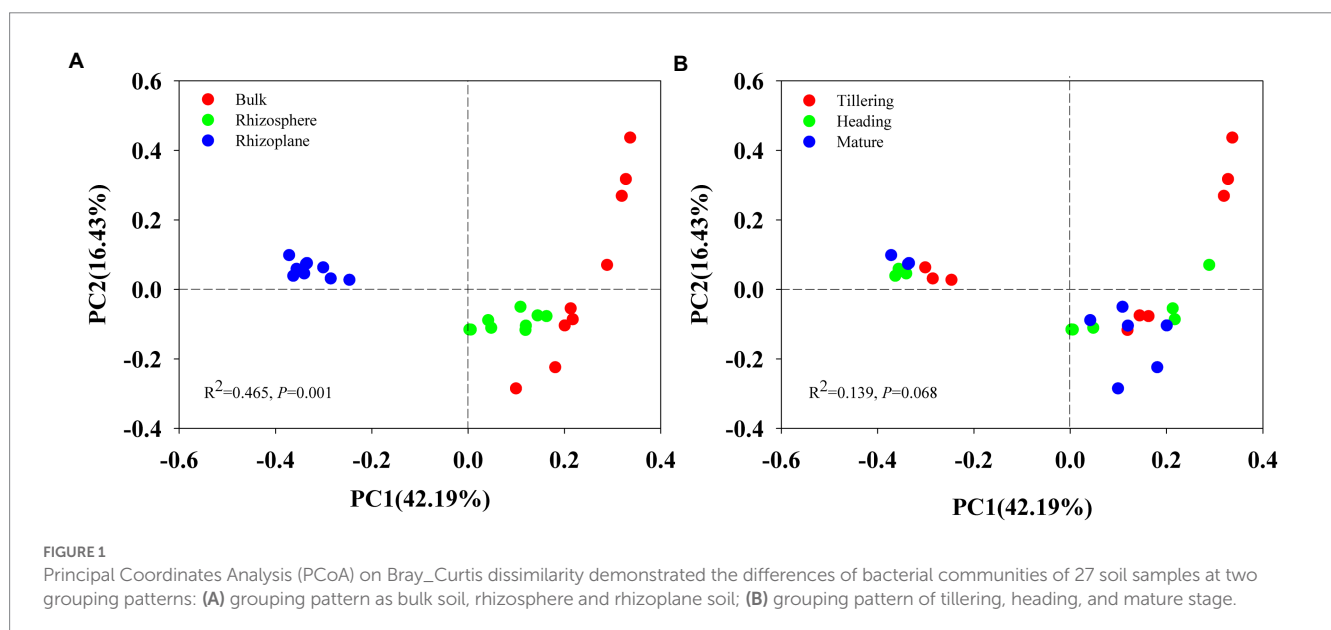 A
B
0.6
0.4
0.2
0.0
-0.2
-0.4
PC2(16.43%)
Bulk
Rhizosphere
Rhizoplane
R2=0.465, P=0.001
-0.6 -0.4 -0.2 0.0 0.2 0.4
PC1(42.19%)
0.6
0.4
0.2
0.0
-0.2
-0.4
PC2(16.43%)
Tillering
Heading
Mature
R2=0.139, P=0.068
-0.6 -0.4 -0.2 0.0 0.2 0.4
PC1(42.19%)
FIGURE 1
Principal Coordinates Analysis (PCoA) on Bray_Curtis dissimilarity demonstrated the differences of bacterial communities of 27 soil samples at two
grouping patterns: (A) grouping pattern as bulk soil, rhizosphere and rhizoplane soil; (B) grouping pattern of tillering, heading, and mature stage.